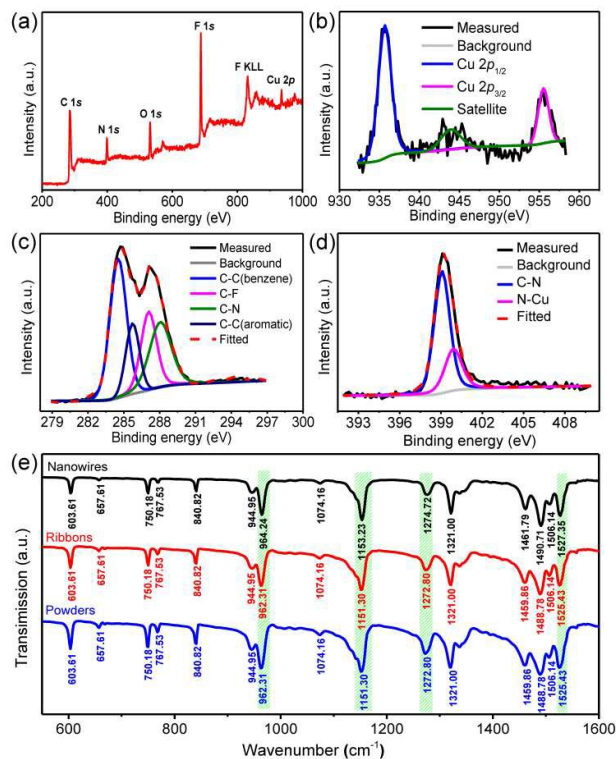 (a)
F 1s
F KLL
Cu 2p
C 1s
N 1s
O 1s
Intensity (a.u.)
200 400 600 800 1000
Binding energy (eV)
(b)
Measured
Background
Cu 2p1/2
Cu 2p3/2
Satellite
Intensity (a.u.)
930 935 940 945 950 955 960
Binding energy(eV)
(c)
Measured
Background
C-C(benzene)
C-F
C-N
C-C(aromatic)
Fitted
Intensity (a.u.)
279 282 285 288 291 294 297 300
Binding energy (eV)
(d)
Measured
Background
C-N
N-Cu
Fitted
Intensity (a.u.)
393 396 399 402 405 408
Binding energy (eV)
(e)
Nanowires
603.61 657.61 750.18 767.53 840.82 944.95 964.24 1074.16 1153.23 1274.72 1321.00 1461.79 1490.71 1506.14 1527.35
Ribbons
603.61 657.61 750.18 767.53 840.82 944.95 962.31 1074.16 1151.30 1272.80 1321.00 1459.86 1488.78 1506.14 1525.43
Powders
603.61 657.61 750.18 767.53 840.82 944.95 962.31 1074.16 1151.30 1272.80 1321.00 1459.86 1488.78 1506.14 1525.43
Transimission (a.u.)
600 800 1000 1200 1400 1600
Wavenumber (cm-1)